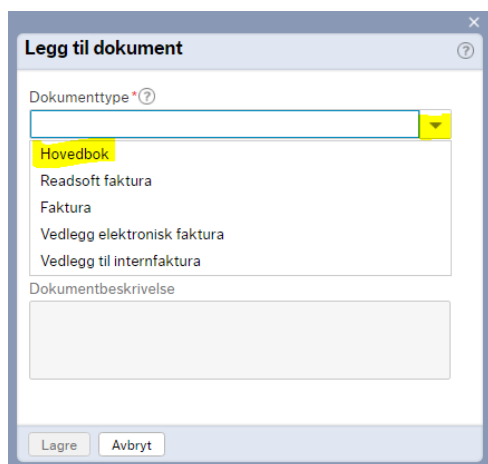 Legg til dokument
Dokumenttype *
Hovedbok
Readsoft faktura
Faktura
Vedlegg elektronisk faktura
Vedlegg til internfaktura
Dokumentbeskrivelse
Lagre Avbryt